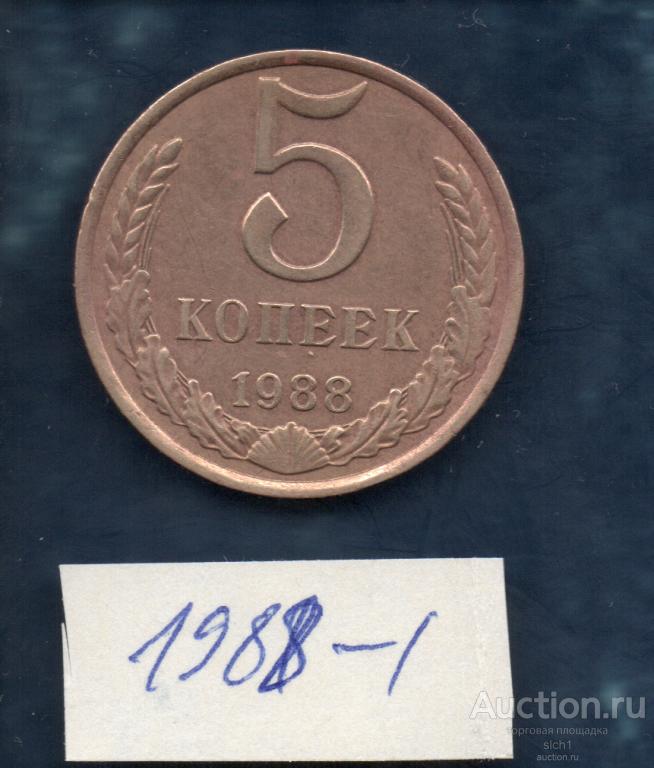 5
КОПЕЕК
1988
1988-1
Auction.ru
торговая площадка
slch1
auction.ru